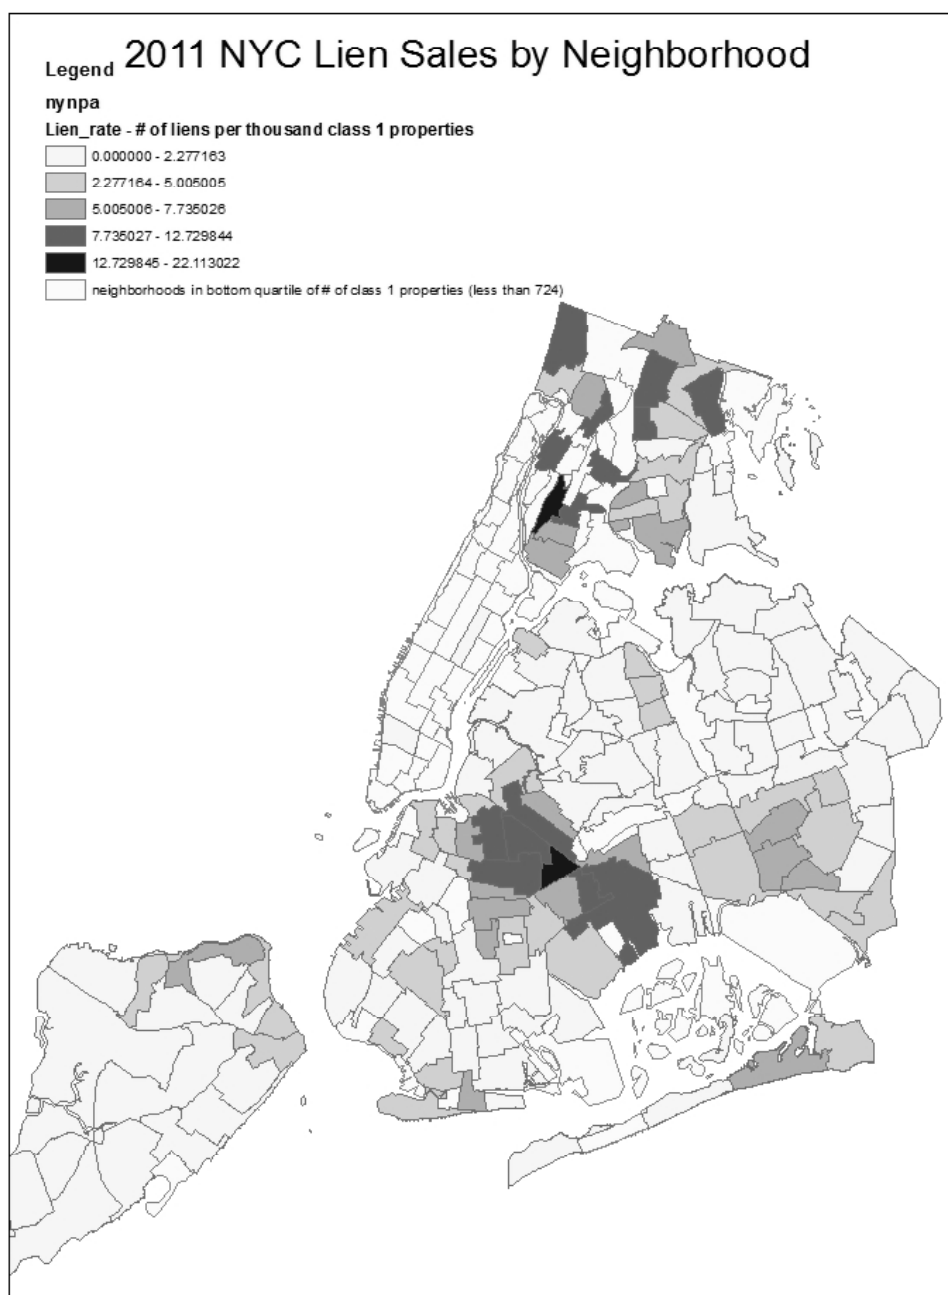 2011 NYC Lien Sales by Neighborhood
Legend
nynpa
Lien_rate - # of liens per thousand class 1 properties
0.000000 - 2.277163
2.277164 - 5.005005
5.005006 - 7.735026
7.735027 - 12.729844
12.729845 - 22.113022
neighborhoods in bottom quartile of # of class 1 properties (less than 724)